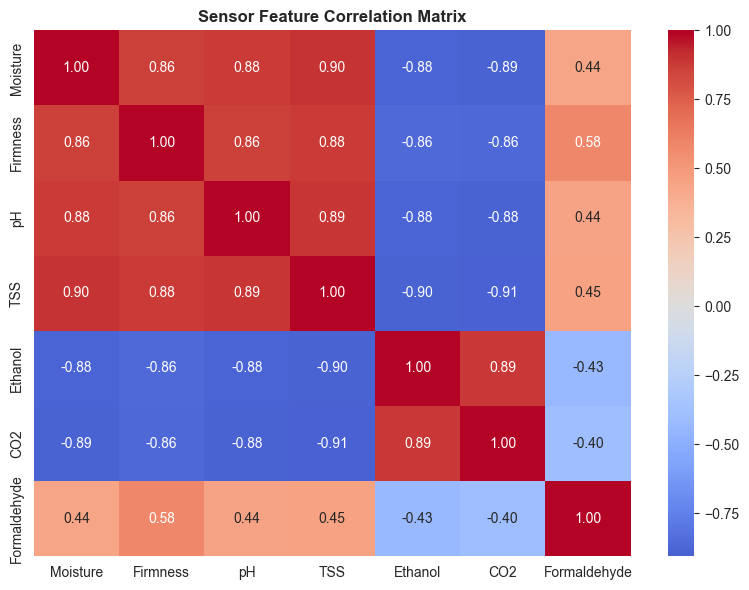 Sensor Feature Correlation Matrix
Moisture 1.00 0.86 0.88 0.90 -0.88 -0.89 0.44
Firmness 0.86 1.00 0.86 0.88 -0.86 -0.86 0.58
pH 0.88 0.86 1.00 0.89 -0.88 -0.88 0.44
TSS 0.90 0.88 0.89 1.00 -0.90 -0.91 0.45
Ethanol -0.88 -0.86 -0.88 -0.90 1.00 0.89 -0.43
CO2 -0.89 -0.86 -0.88 -0.91 0.89 1.00 -0.40
Formaldehyde 0.44 0.58 0.44 0.45 -0.43 -0.40 1.00
Moisture Firmness pH TSS Ethanol CO2 Formaldehyde
1.00
0.75
0.50
0.25
0.00
-0.25
-0.50
-0.75